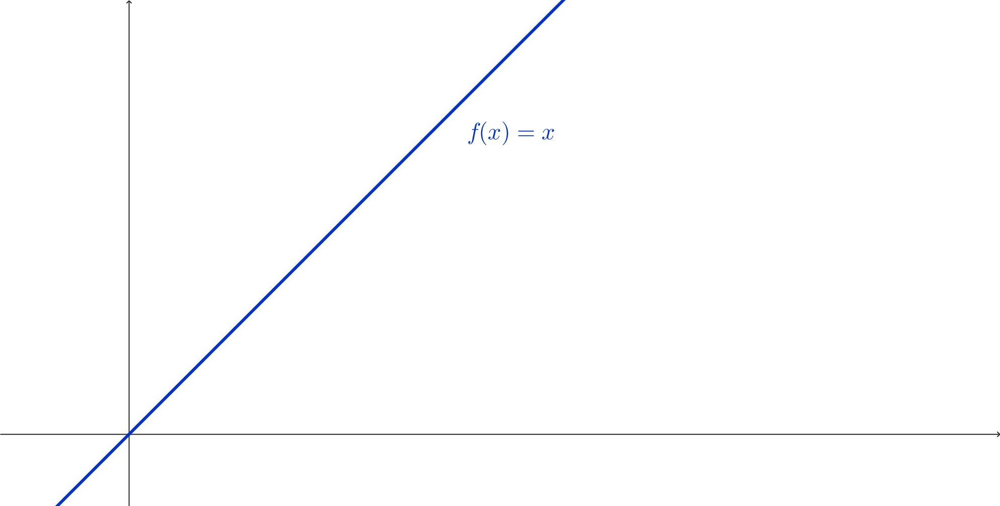 f(x) = x